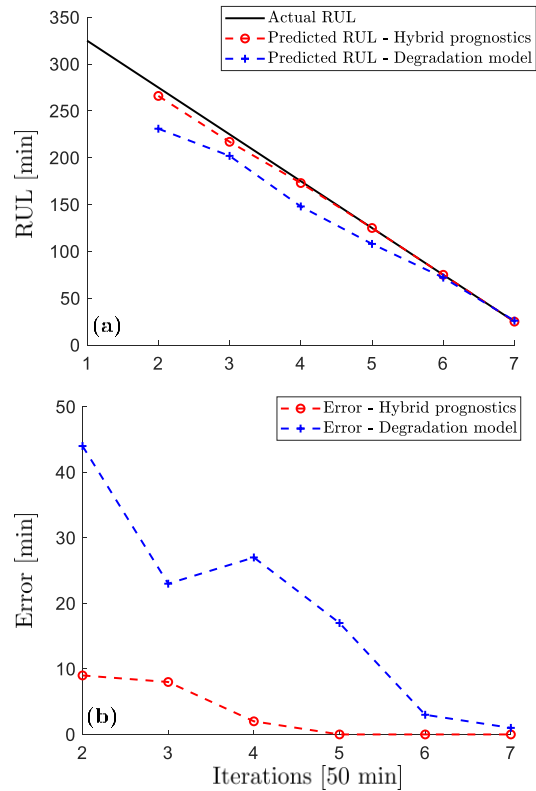 Actual RUL
Predicted RUL - Hybrid prognostics
Predicted RUL - Degradation model
350
300
250
200
150
100
50
0
RUL [min]
(a)
1 2 3 4 5 6 7
Error - Hybrid prognostics
Error - Degradation model
50
40
30
20
10
0
Error [min]
(b)
2 3 4 5 6 7
Iterations [50 min]